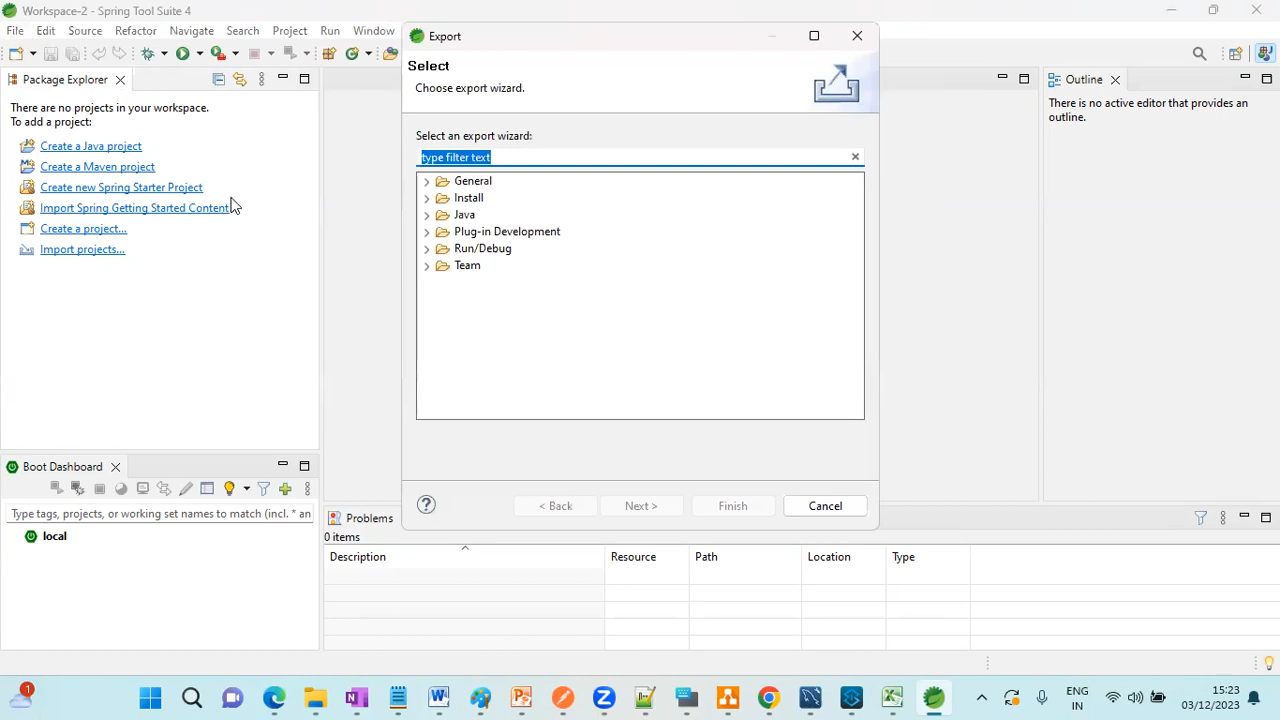 Workspace-2 - Spring Tool Suite 4
File Edit Source Refactor Navigate Search Project Run Window
Package Explorer
There are no projects in your workspace.
To add a project:
Create a Java project
Create a Maven project
Create new Spring Starter Project
Import Spring Getting Started Content
Create a project...
Import projects...
Export
Select
Choose export wizard.
Select an export wizard:
type filter text
General
Install
Java
Plug-in Development
Run/Debug
Team
< Back Next > Finish Cancel
Outline
There is no active editor that provides an
outline.
Boot Dashboard
Type tags, projects, or working set names to match (incl. * an
local
Problems
0 items
Description Resource Path Location Type
1
ENG
IN
15:23
03/12/2023